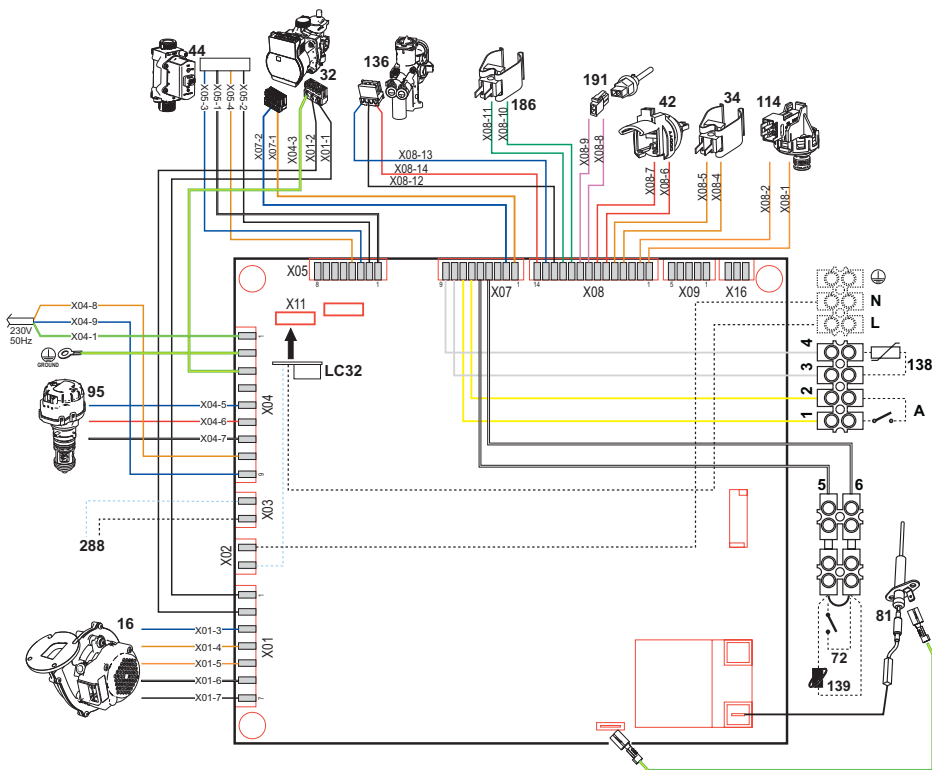 44
32
136
186
191
42
34
114
X05-3
X05-1
X05-4
X05-2
X07-2
X07-1
X04-3
X01-2
X01-1
X08-13
X08-14
X08-12
X08-11
X08-10
X08-9
X08-8
X08-7
X08-6
X08-5
X08-4
X08-2
X08-1
X05
8
1
9
X07
1
14
X08
1
5
X09
1
X16
X11
LC32
X04-8
X04-9
X04-1
230V
50Hz
GROUND
95
X04-5
X04-6
X04-7
1
X04
9
X03
288
X02
1
X01
7
16
X01-3
X01-4
X01-5
X01-6
X01-7
N
L
4
3
138
2
1
A
5
6
81
72
139